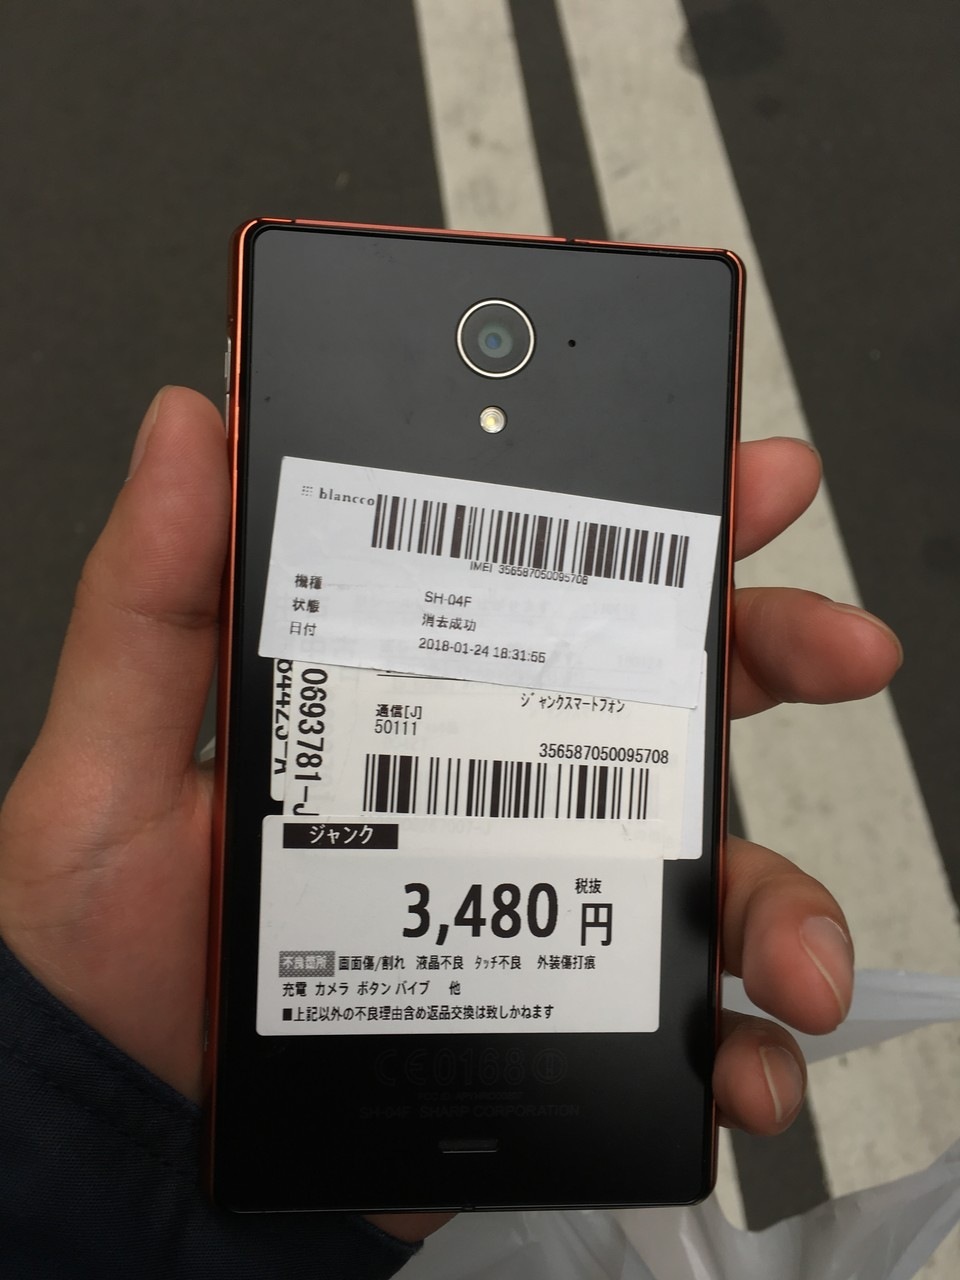 blancco
IMEI 356587050095708
機種 SH-04F
状態 消去成功
日付 2018-01-24 18:31:55
0693781-J
ジャンクスマートフォン
通信[J]
50111
356587050095708
ジャンク
3,480 税抜 円
不良箇所 画面傷/割れ 液晶不良 タッチ不良 外装傷打痕
充電 カメラ ボタン バイブ 他
■上記以外の不良理由含め返品交換は致しかねます
CE0168
SH-04F SHARP CORPORATION